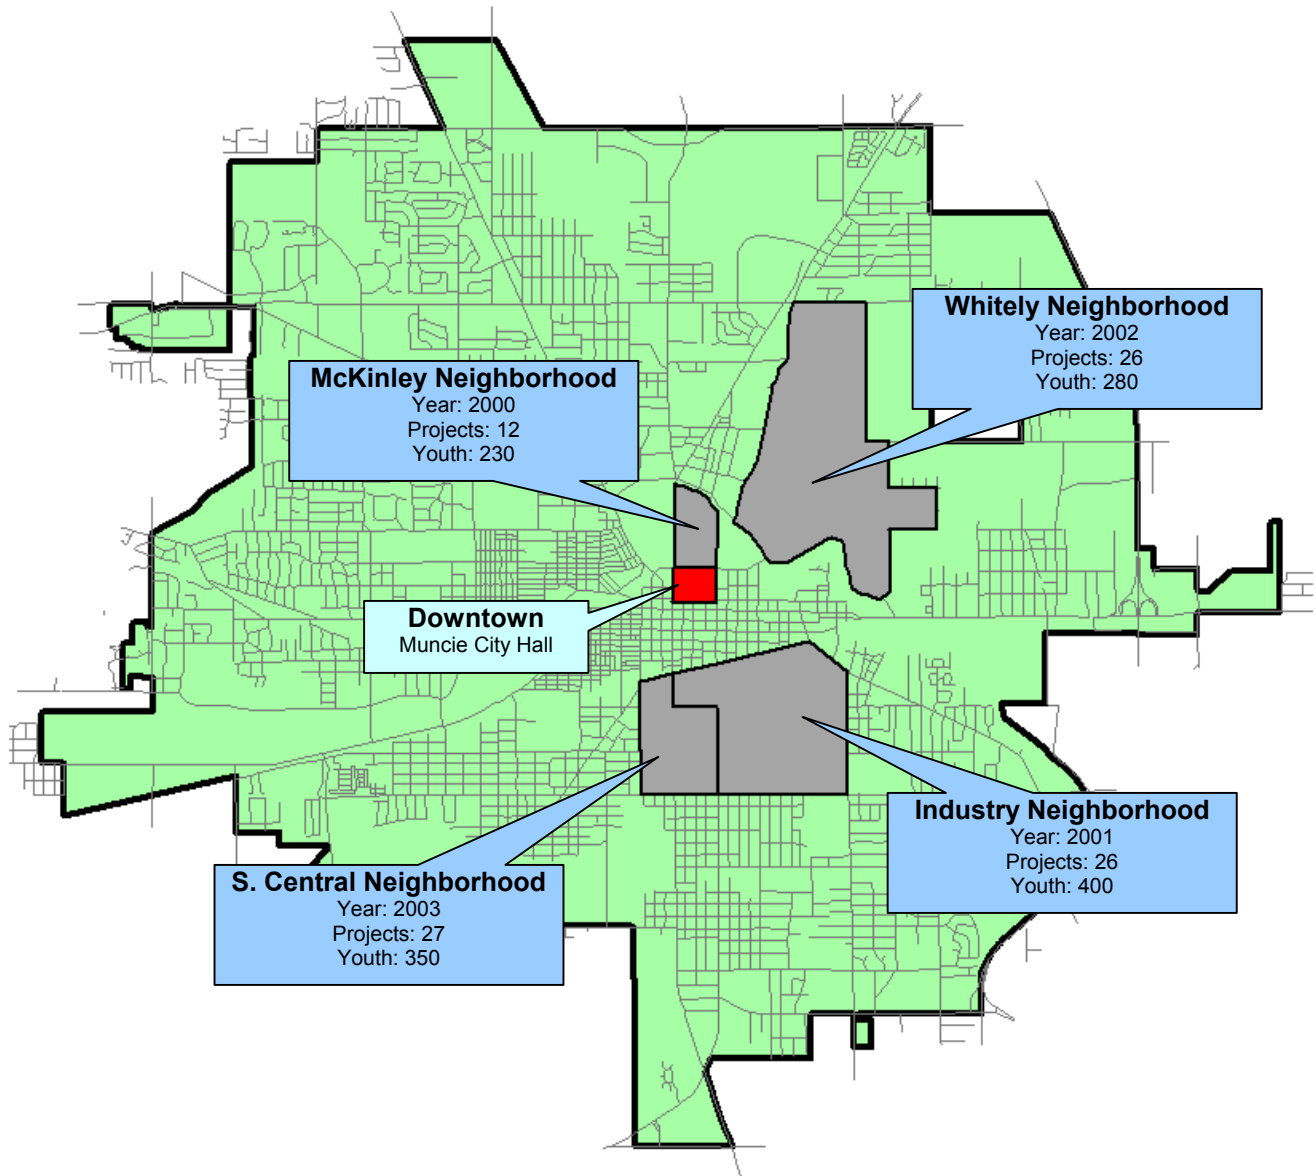 Whitely Neighborhood
Year: 2002
Projects: 26
Youth: 280
McKinley Neighborhood
Year: 2000
Projects: 12
Youth: 230
Downtown
Muncie City Hall
Industry Neighborhood
Year: 2001
Projects: 26
Youth: 400
S. Central Neighborhood
Year: 2003
Projects: 27
Youth: 350